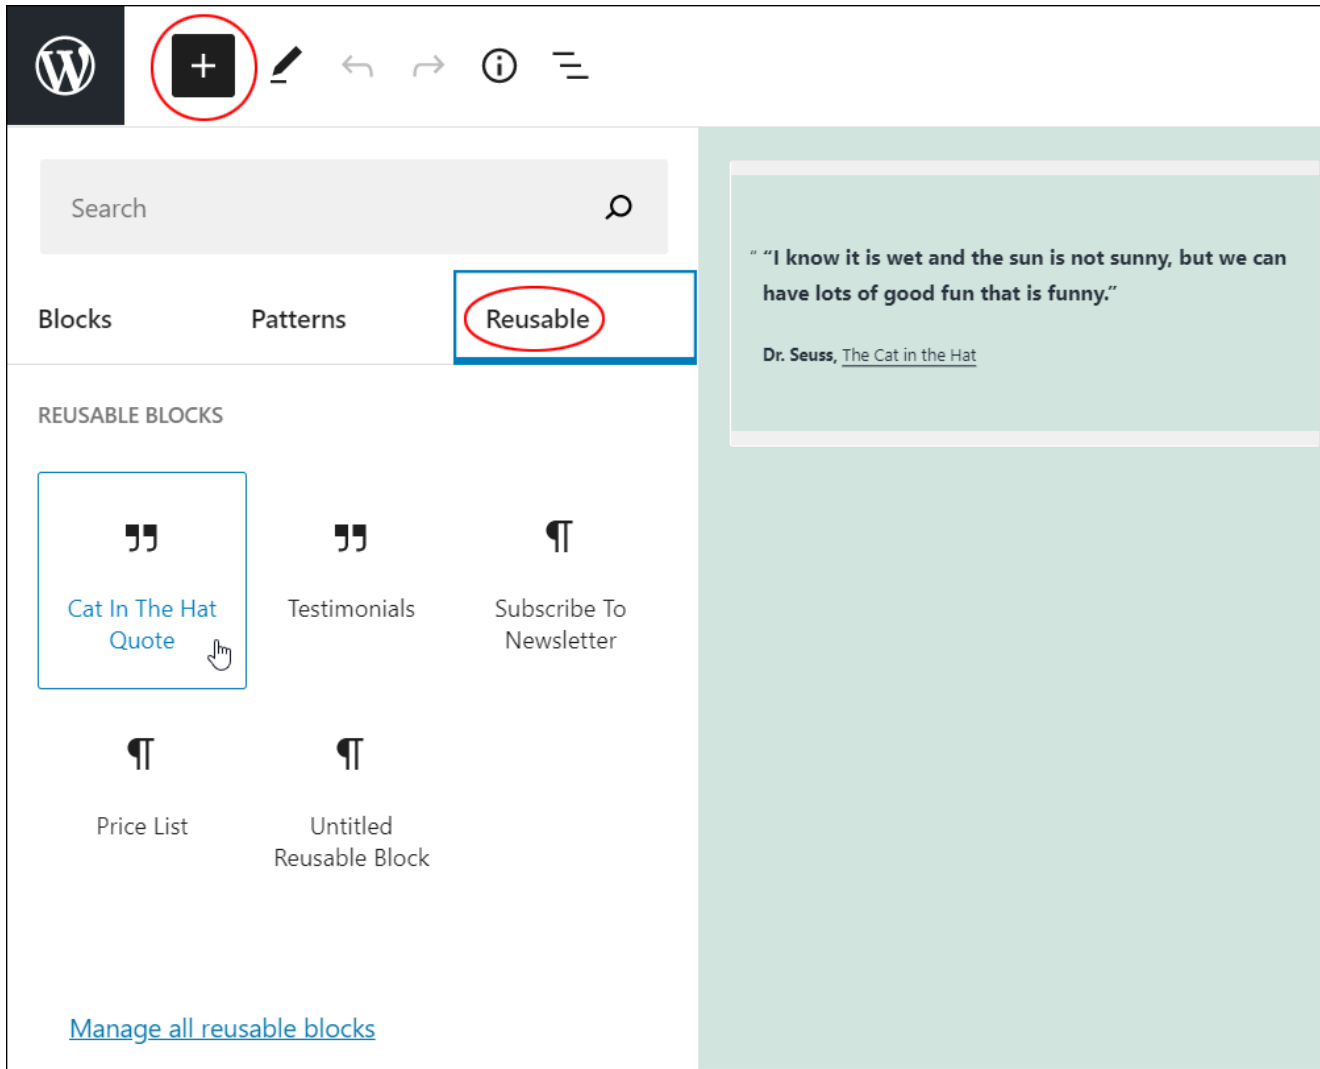 Search
Blocks
Patterns
Reusable
REUSABLE BLOCKS
Cat In The Hat
Quote
Testimonials
Subscribe To
Newsletter
Price List
Untitled
Reusable Block
Manage all reusable blocks
“ “I know it is wet and the sun is not sunny, but we can
have lots of good fun that is funny.”
Dr. Seuss, The Cat in the Hat